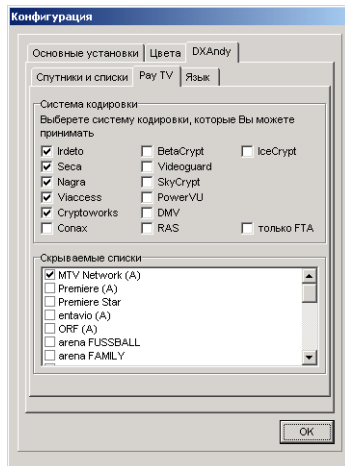 Конфигурация
Основные установки Цвета DXAndy
Спутники и списки Pay TV Язык
Система кодировки
Выберете систему кодировки, которые Вы можете
принимать
Irdeto BetaCrypt IceCrypt
Seca Videoguard
Nagra SkyCrypt
Viaccess PowerVU
Cryptoworks DMV
Conax RAS только FTA
Скрываемые списки
MTV Network (A)
Premiere (A)
Premiere Star
entavio (A)
ORF (A)
arena FUSSBALL
arena FAMILY
OK